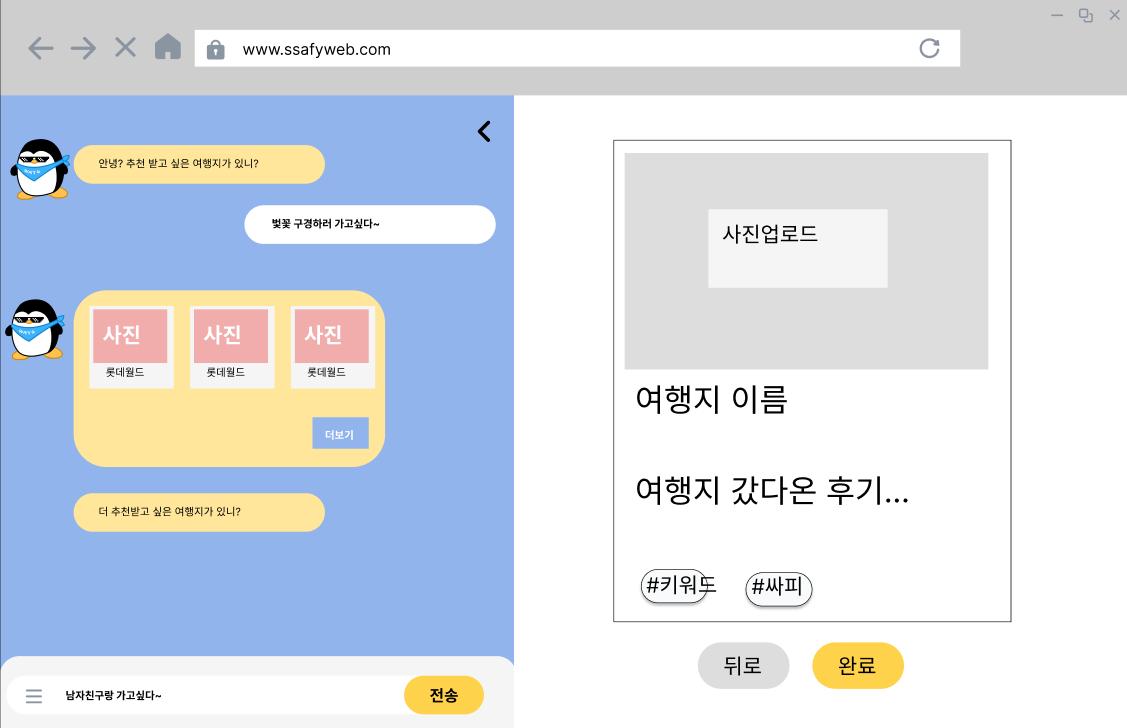 www.ssafyweb.com
안녕? 추천 받고 싶은 여행지가 있니?
벛꽃 구경하러 가고싶다~
사진 사진 사진
롯데월드 롯데월드 롯데월드
더보기
더 추천받고 싶은 여행지가 있니?
남자친구랑 가고싶다~
전송
사진업로드
여행지 이름
여행지 갔다온 후기...
#키워드 #싸피
뒤로 완료